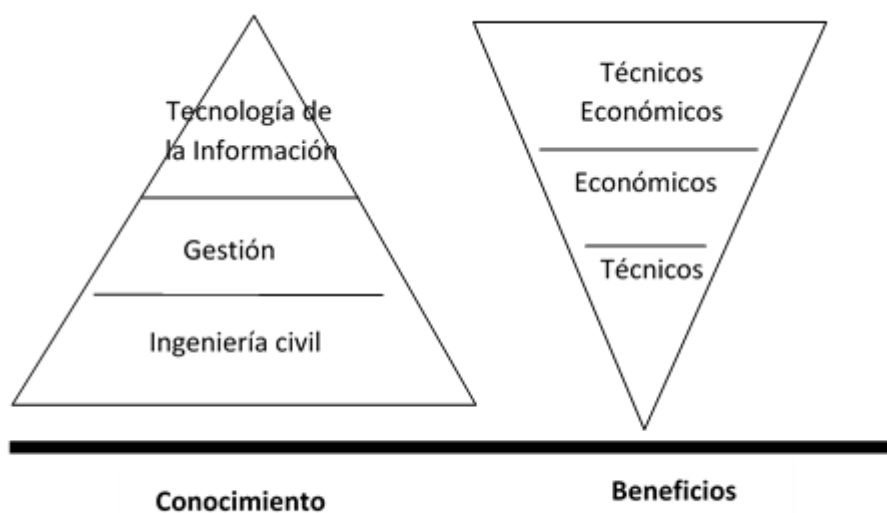 Tecnología de
la Información
Gestión
Ingeniería civil
Técnicos
Económicos
Económicos
Técnicos
Conocimiento
Beneficios